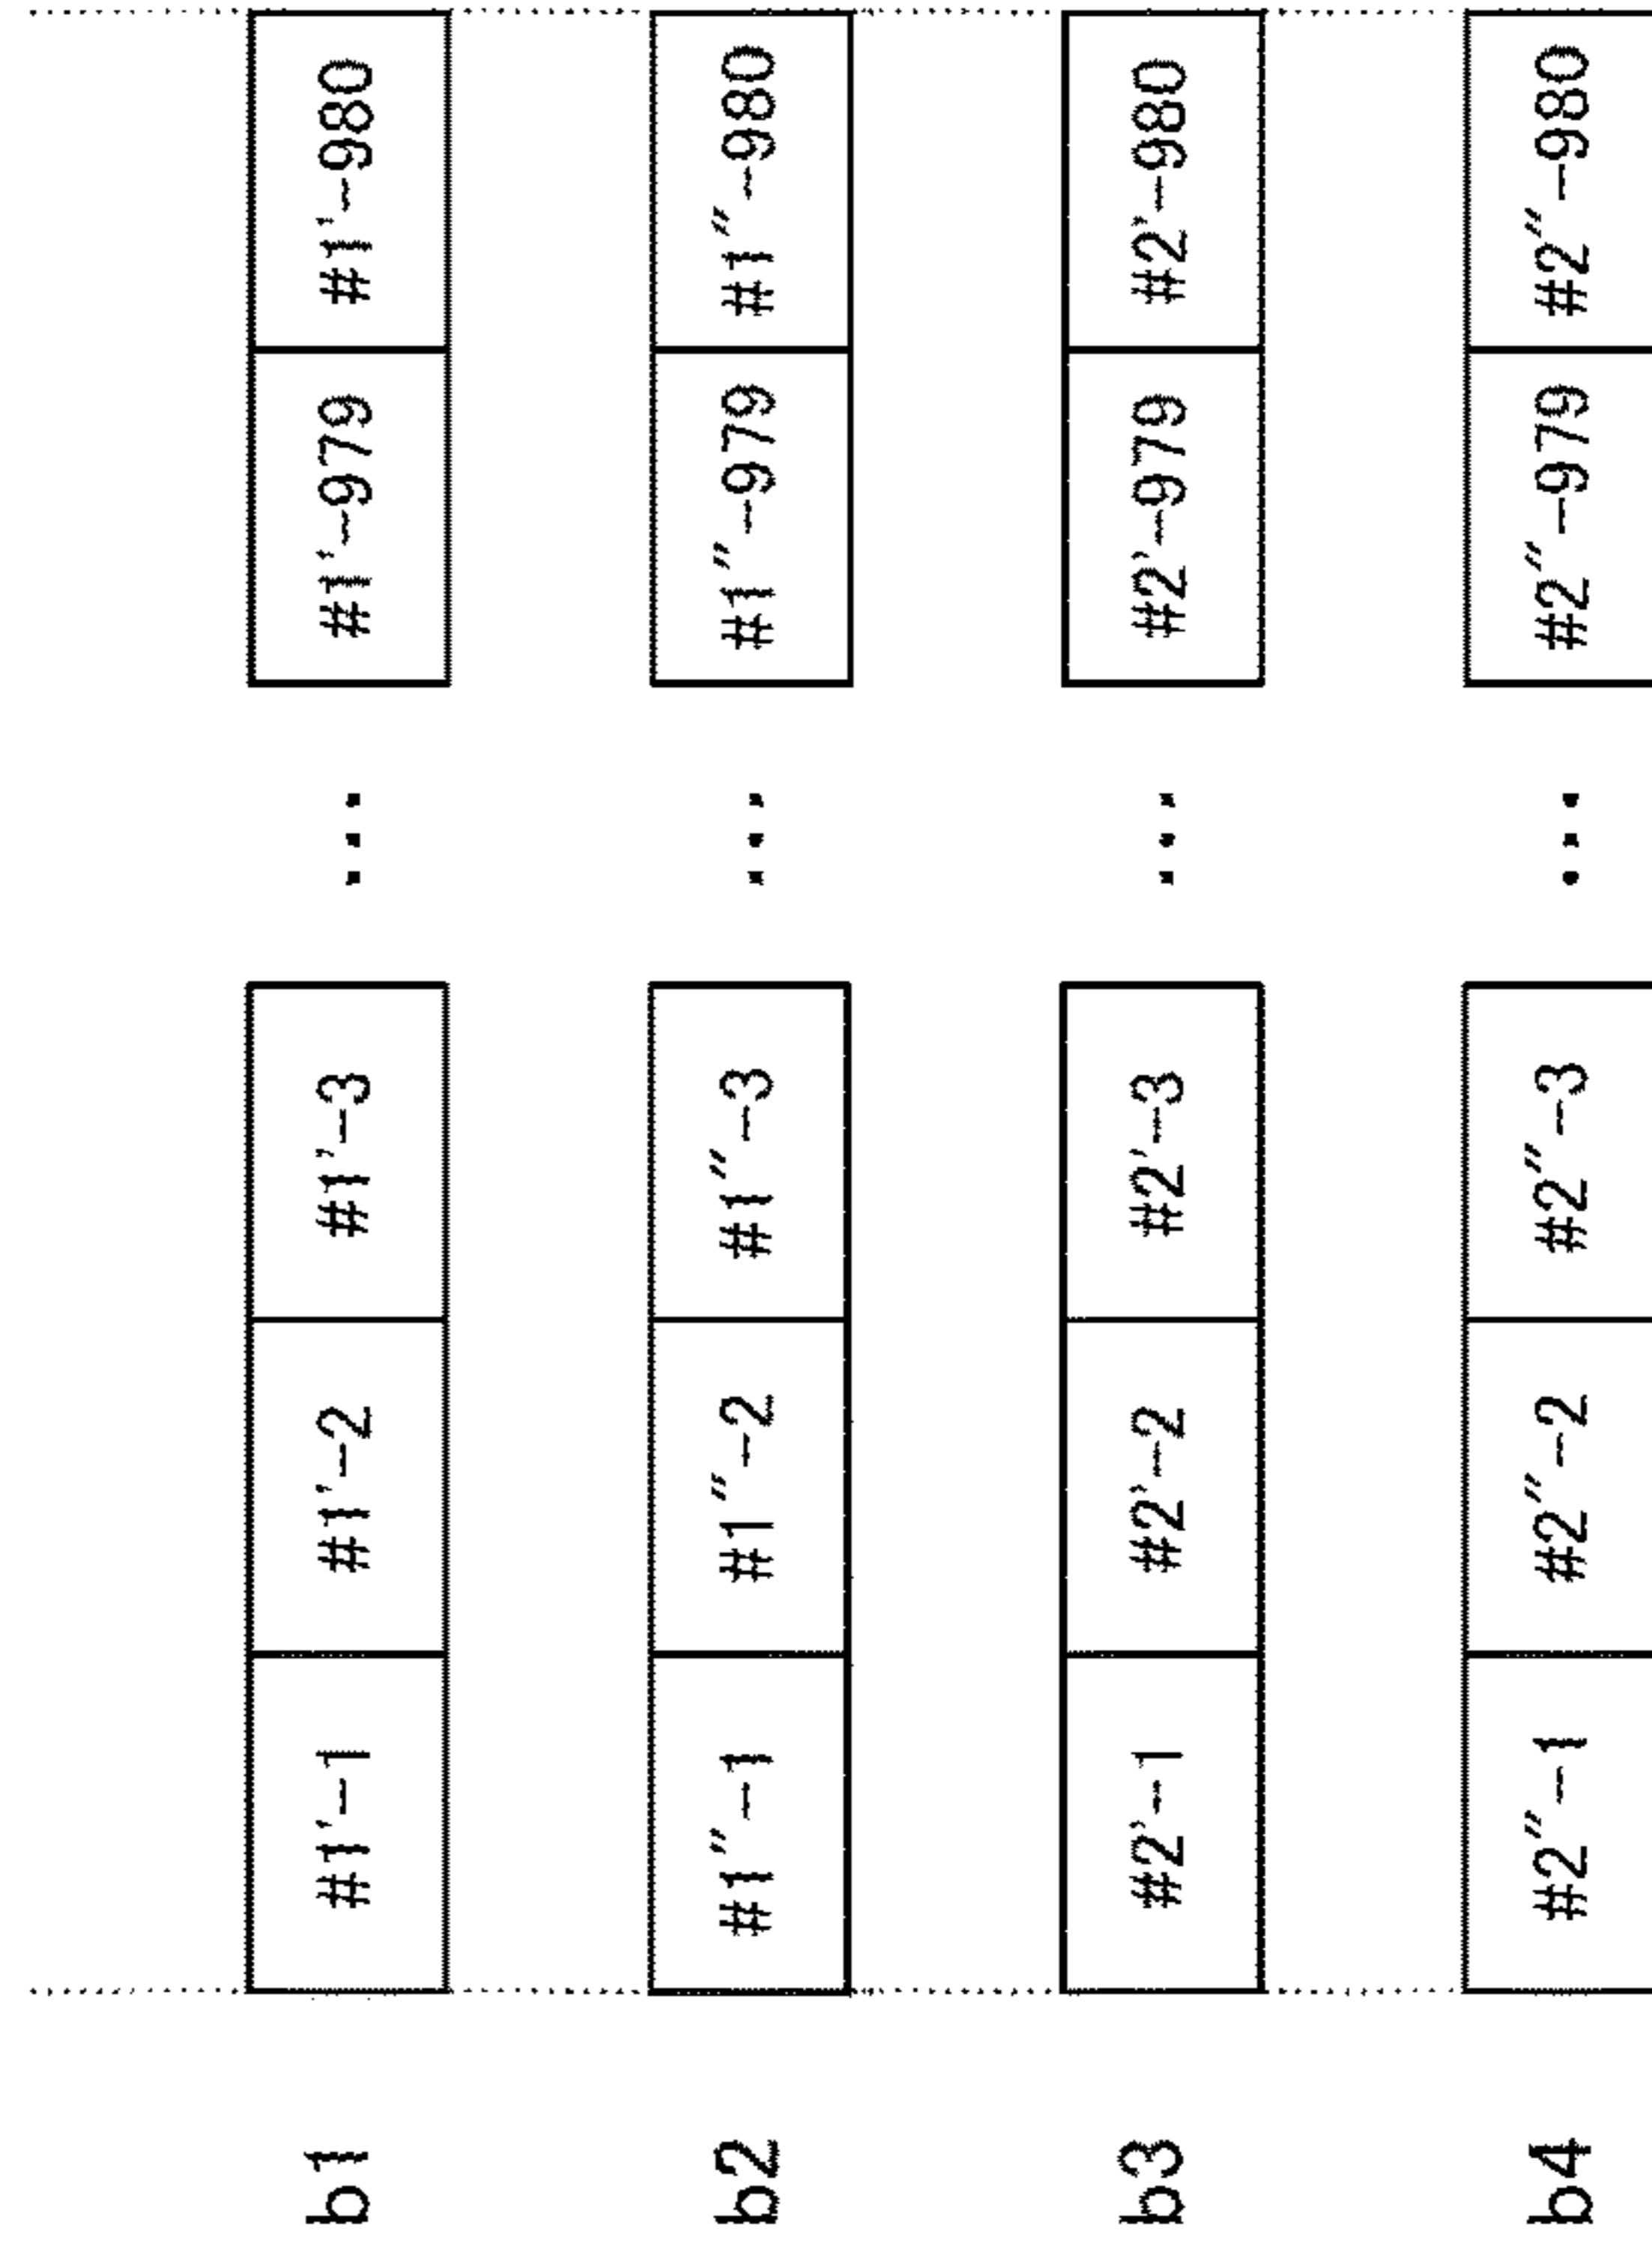 b1 #1'-1 #1'-2 #1'-3 ... #1'-979 #1'-980
b2 #1"-1 #1"-2 #1"-3 ... #1"-979 #1"-980
b3 #2'-1 #2'-2 #2'-3 ... #2'-979 #2'-980
b4 #2"-1 #2"-2 #2"-3 ... #2"-979 #2"-980